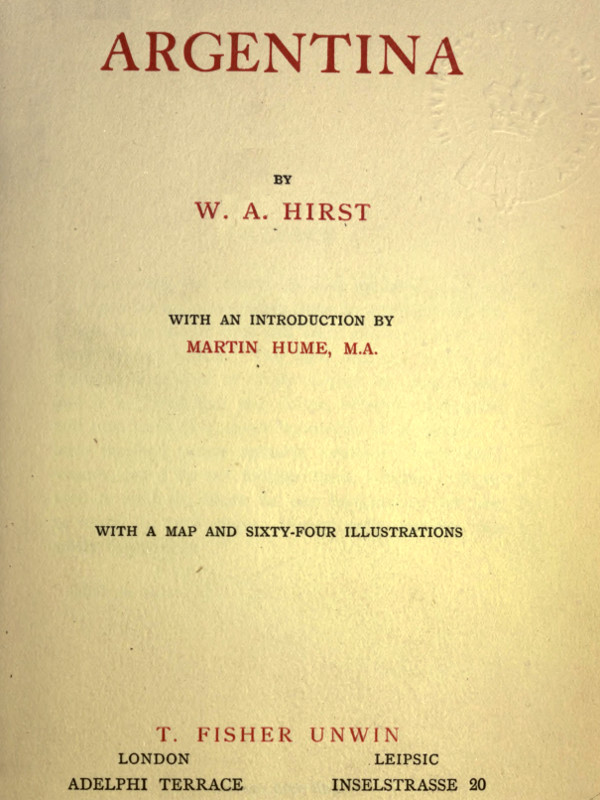 ARGENTINA
BY
W. A. HIRST
WITH AN INTRODUCTION BY
MARTIN HUME, M.A.
WITH A MAP AND SIXTY-FOUR ILLUSTRATIONS
T. FISHER UNWIN
LONDON LEIPSIC
ADELPHI TERRACE INSELSTRASSE 20